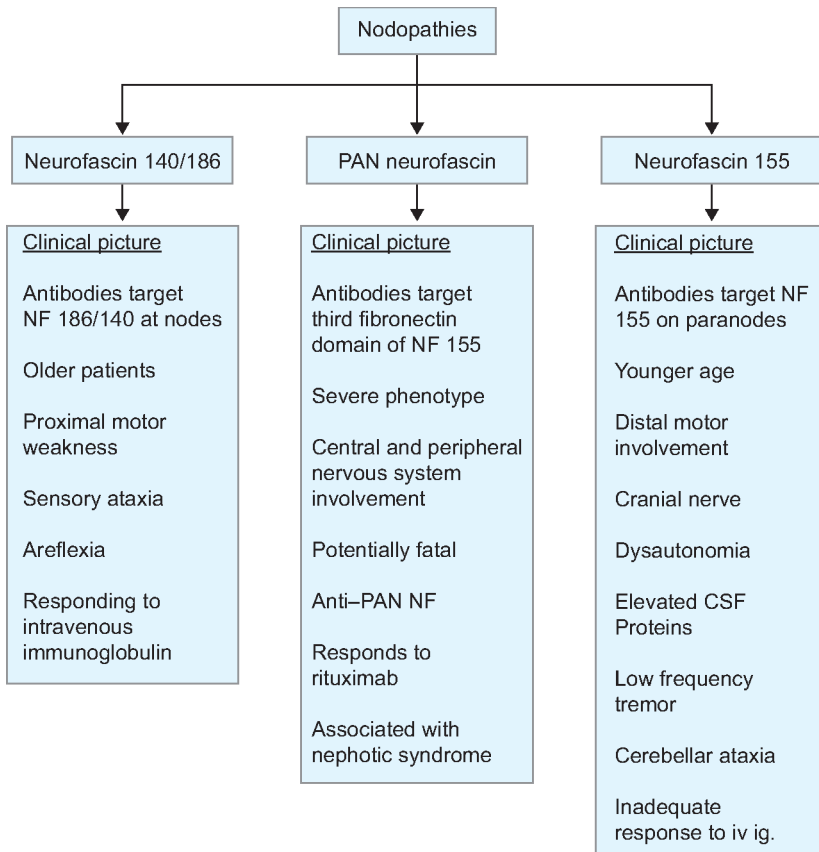 Nodopathies
Neurofascin 140/186
Clinical picture
Antibodies target
NF 186/140 at nodes
Older patients
Proximal motor
weakness
Sensory ataxia
Areflexia
Responding to
intravenous
immunoglobulin
PAN neurofascin
Clinical picture
Antibodies target
third fibronectin
domain of NF 155
Severe phenotype
Central and peripheral
nervous system
involvement
Potentially fatal
Anti–PAN NF
Responds to
rituximab
Associated with
nephotic syndrome
Neurofascin 155
Clinical picture
Antibodies target NF
155 on paranodes
Younger age
Distal motor
involvement
Cranial nerve
Dysautonomia
Elevated CSF
Proteins
Low frequency
tremor
Cerebellar ataxia
Inadequate
response to iv ig.